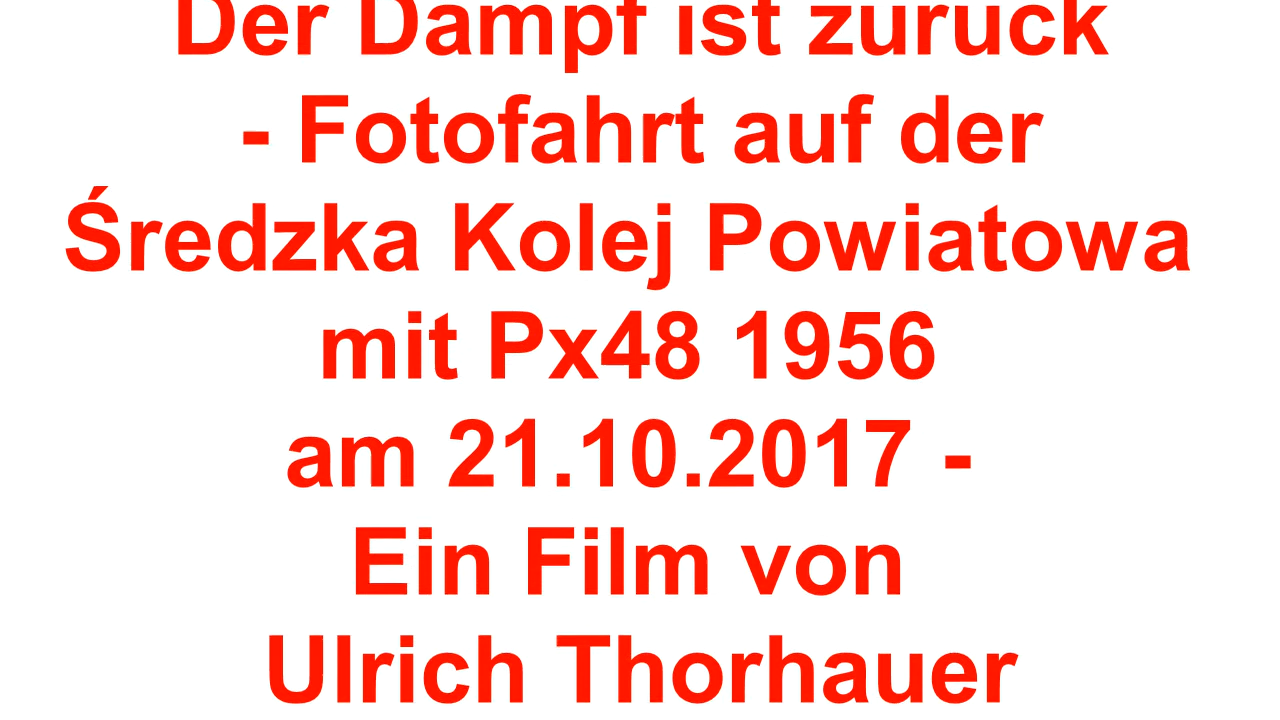 Der Dampf ist zurück
- Fotofahrt auf der
Średzka Kolej Powiatowa
mit Px48 1956
am 21.10.2017 -
Ein Film von
Ulrich Thorhauer